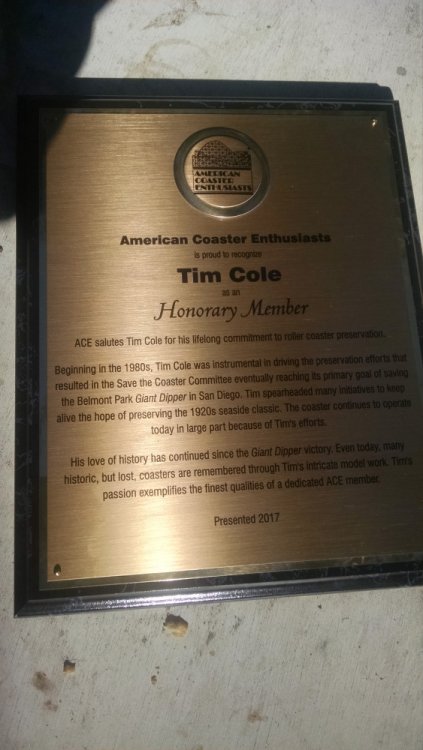 AMERICAN
COASTER
ENTHUSIASTS
American Coaster Enthusiasts
is proud to recognize
Tim Cole
as an
Honorary Member
ACE salutes Tim Cole for his lifelong commitment to roller coaster preservation.
Beginning in the 1980s, Tim Cole was instrumental in driving the preservation efforts that
resulted in the Save the Coaster Committee eventually reaching its primary goal of saving
the Belmont Park Giant Dipper in San Diego. Tim spearheaded many initiatives to keep
alive the hope of preserving the 1920s seaside classic. The coaster continues to operate
today in large part because of Tim's efforts.
His love of history has continued since the Giant Dipper victory. Even today, many
historic, but lost, coasters are remembered through Tim's intricate model work. Tim's
passion exemplifies the finest qualities of a dedicated ACE member.
Presented 2017